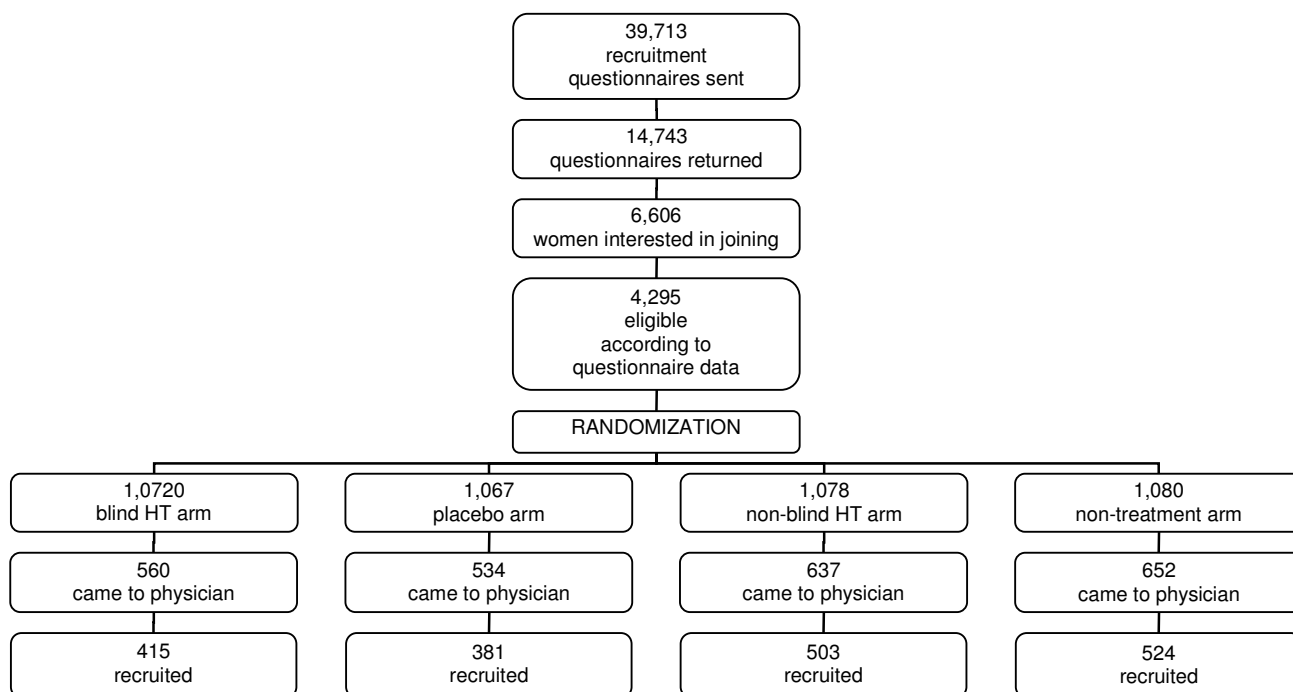 39,713
recruitment
questionnaires sent
14,743
questionnaires returned
6,606
women interested in joining
4,295
eligible
according to
questionnaire data
RANDOMIZATION
1,0720
blind HT arm
1,067
placebo arm
1,078
non-blind HT arm
1,080
non-treatment arm
560
came to physician
534
came to physician
637
came to physician
652
came to physician
415
recruited
381
recruited
503
recruited
524
recruited